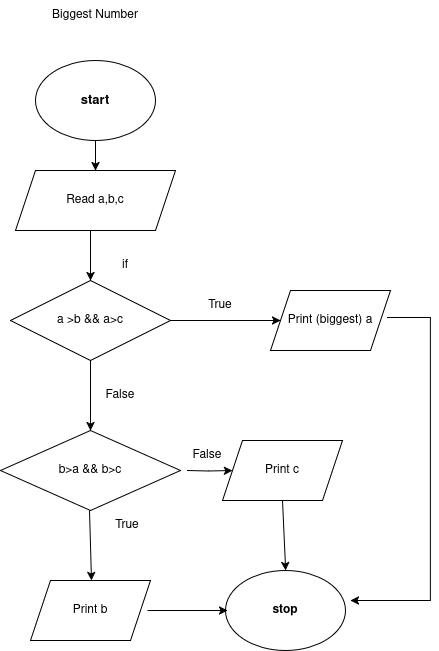 Biggest Number
start
Read a,b,c
if
a >b && a>c
True
Print (biggest) a
False
b>a && b>c
False
Print c
True
Print b
stop